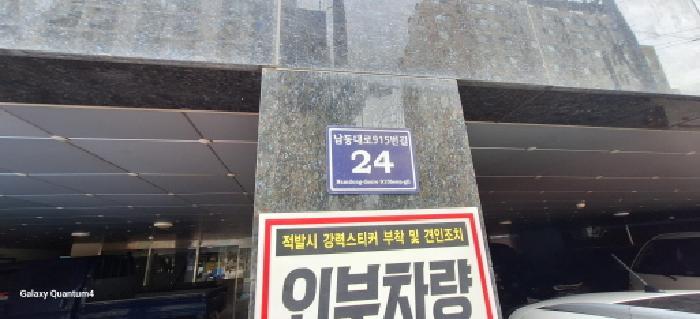 남동대로915번길
24
Namdong-daero 915beon-gil
적발시 강력스티커 부착 및 견인조치
외부차량
Galaxy Quantum4